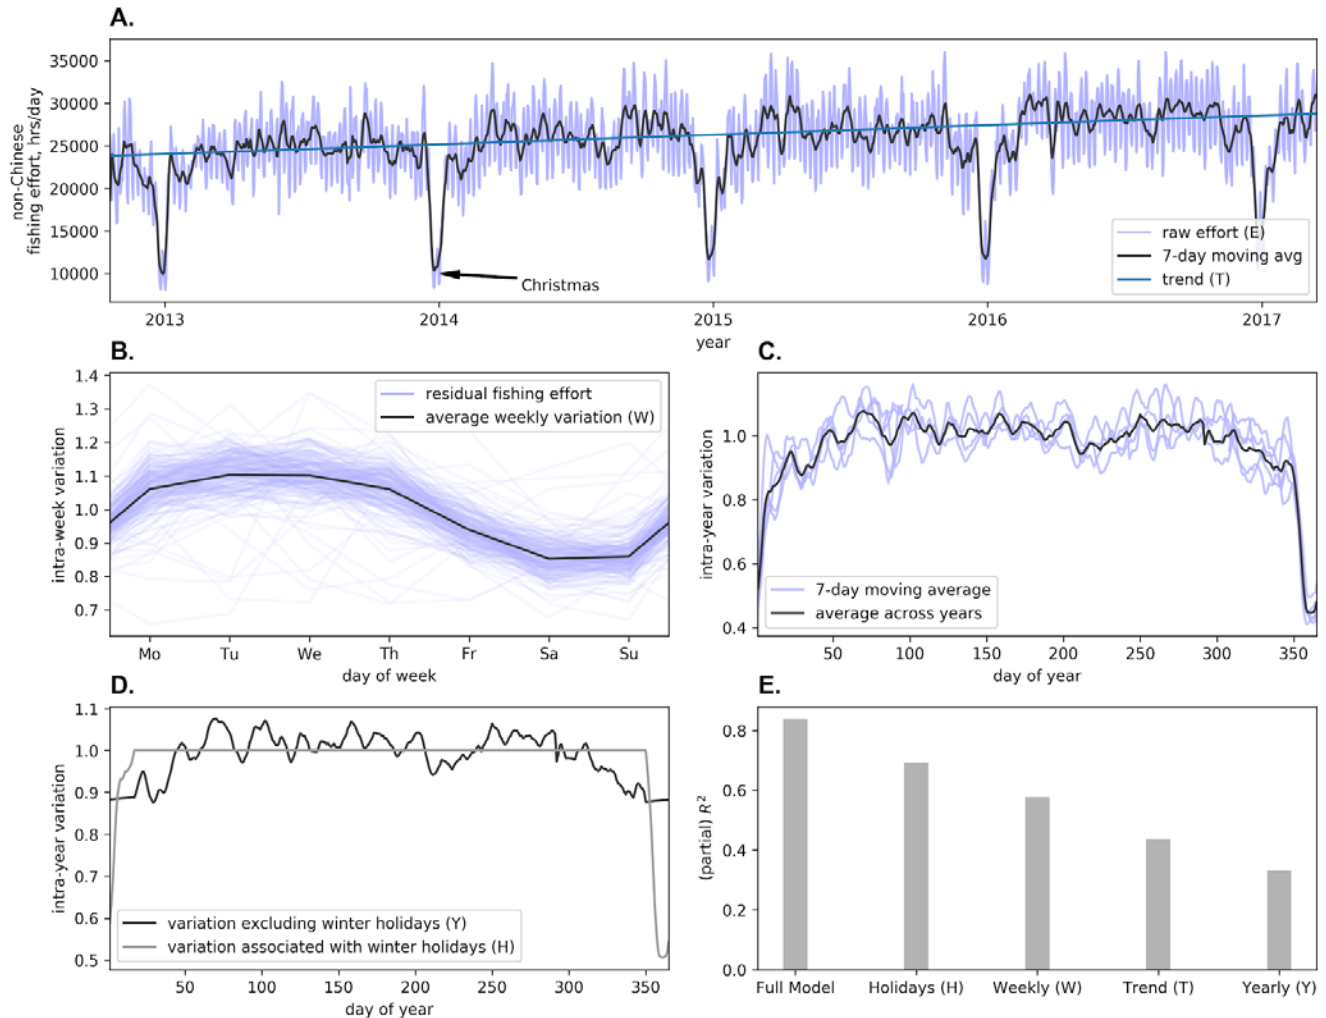 A.
non-Chinese
fishing effort, hrs/day
35000
30000
25000
20000
15000
10000
raw effort (E)
7-day moving avg
trend (T)
Christmas
2013 2014 2015 2016 2017
year
B.
intra-week variation
1.4
1.3
1.2
1.1
1.0
0.9
0.8
0.7
residual fishing effort
average weekly variation (W)
Mo Tu We Th Fr Sa Su
day of week
C.
intra-year variation
1.0
0.8
0.6
0.4
7-day moving average
average across years
50 100 150 200 250 300 350
day of year
D.
intra-year variation
1.1
1.0
0.9
0.8
0.7
0.6
0.5
variation excluding winter holidays (Y)
variation associated with winter holidays (H)
50 100 150 200 250 300 350
day of year
E.
(partial) R²
0.8
0.6
0.4
0.2
0.0
Full Model Holidays (H) Weekly (W) Trend (T) Yearly (Y)